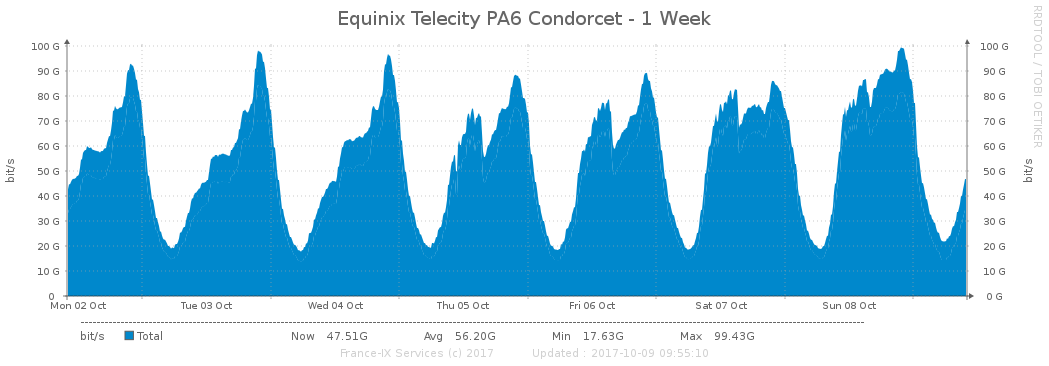 Equinix Telecity PA6 Condorcet - 1 Week
RRDTOOL / TOBI OETIKER
bit/s
100 G
90 G
80 G
70 G
60 G
50 G
40 G
30 G
20 G
10 G
0
100 G
90 G
80 G
70 G
60 G
50 G
40 G
30 G
20 G
10 G
0 G
bit/s
Mon 02 Oct Tue 03 Oct Wed 04 Oct Thu 05 Oct Fri 06 Oct Sat 07 Oct Sun 08 Oct
bit/s Total Now 47.51G Avg 56.20G Min 17.63G Max 99.43G
France-IX Services (c) 2017 Updated : 2017-10-09 09:55:10